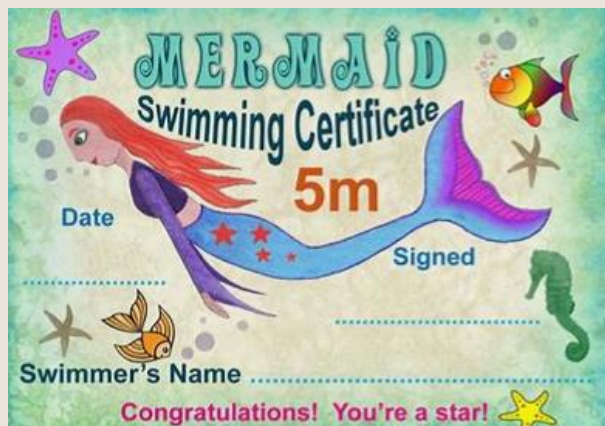 MERMAID
Swimming Certificate
5m
Date
Signed
Swimmer's Name
Congratulations! You're a star!